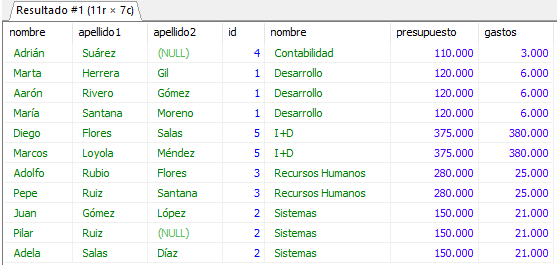 Resultado #1 (11r × 7c)
nombre apellido1 apellido2 id nombre presupuesto gastos
Adrián Suárez (NULL) 4 Contabilidad 110.000 3.000
Marta Herrera Gil 1 Desarrollo 120.000 6.000
Aarón Rivero Gómez 1 Desarrollo 120.000 6.000
María Santana Moreno 1 Desarrollo 120.000 6.000
Diego Flores Salas 5 I+D 375.000 380.000
Marcos Loyola Méndez 5 I+D 375.000 380.000
Adolfo Rubio Flores 3 Recursos Humanos 280.000 25.000
Pepe Ruiz Santana 3 Recursos Humanos 280.000 25.000
Juan Gómez López 2 Sistemas 150.000 21.000
Pilar Ruiz (NULL) 2 Sistemas 150.000 21.000
Adela Salas Díaz 2 Sistemas 150.000 21.000